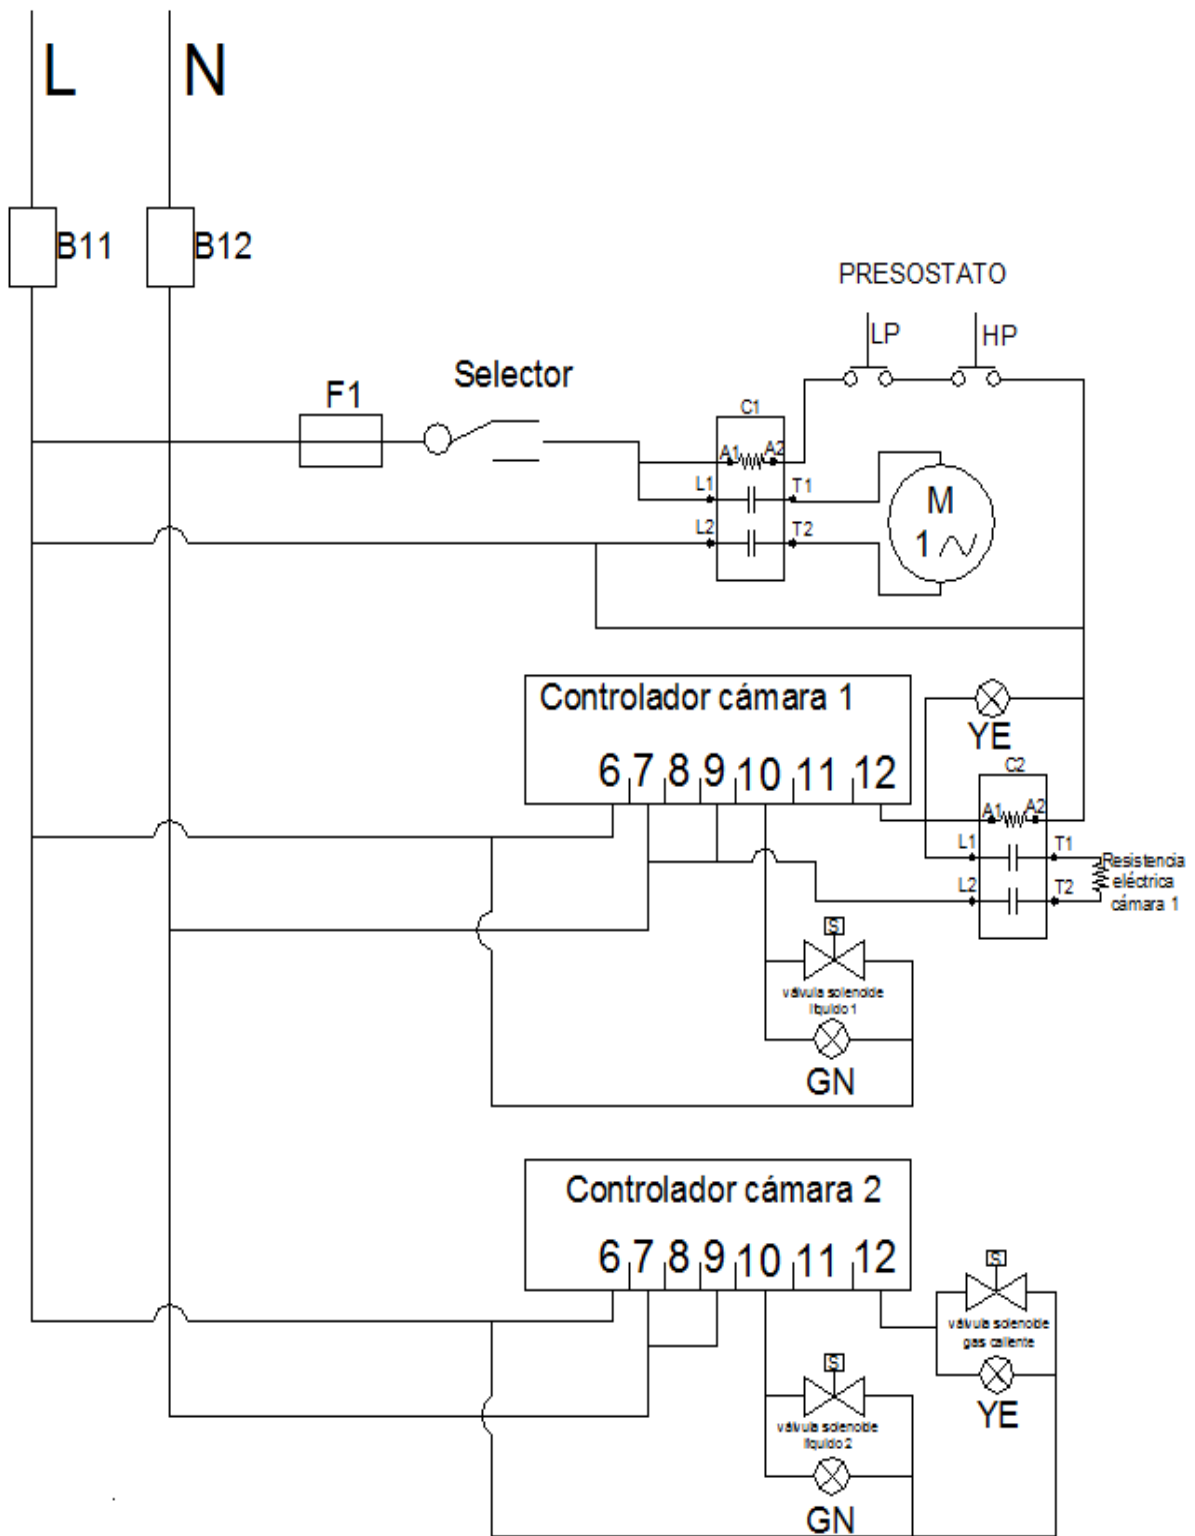 L N
B11 B12
PRESOSTATO
LP HP
F1 Selector
C1
A1 A2
L1 T1
L2 T2
M
1
Controlador cámara 1
6 7 8 9 10 11 12
YE
C2
A1 A2
L1 T1
L2 T2
Resistencia
eléctrica
cámara 1
S
válvula solenoide
líquido 1
GN
Controlador cámara 2
6 7 8 9 10 11 12
S
válvula solenoide
gas caliente
YE
S
válvula solenoide
líquido 2
GN